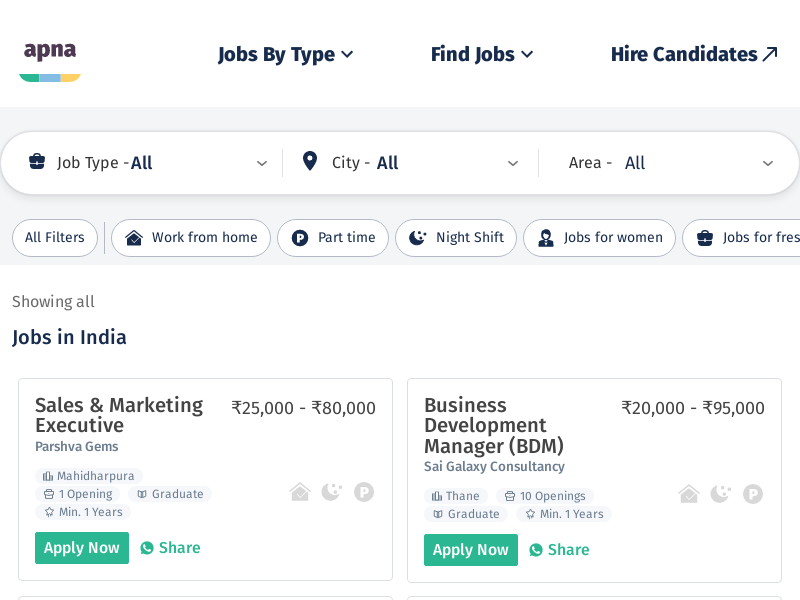 apna
Jobs By Type
Find Jobs
Hire Candidates
Job Type - All
City - All
Area - All
All Filters
Work from home
P Part time
Night Shift
Jobs for women
Jobs for fres
Showing all
Jobs in India
Sales & Marketing
Executive
₹25,000 - ₹80,000
Parshva Gems
Mahidharpura
1 Opening
Graduate
Min. 1 Years
P
Apply Now
Share
Business
Development
Manager (BDM)
₹20,000 - ₹95,000
Sai Galaxy Consultancy
Thane
10 Openings
Graduate
Min. 1 Years
P
Apply Now
Share